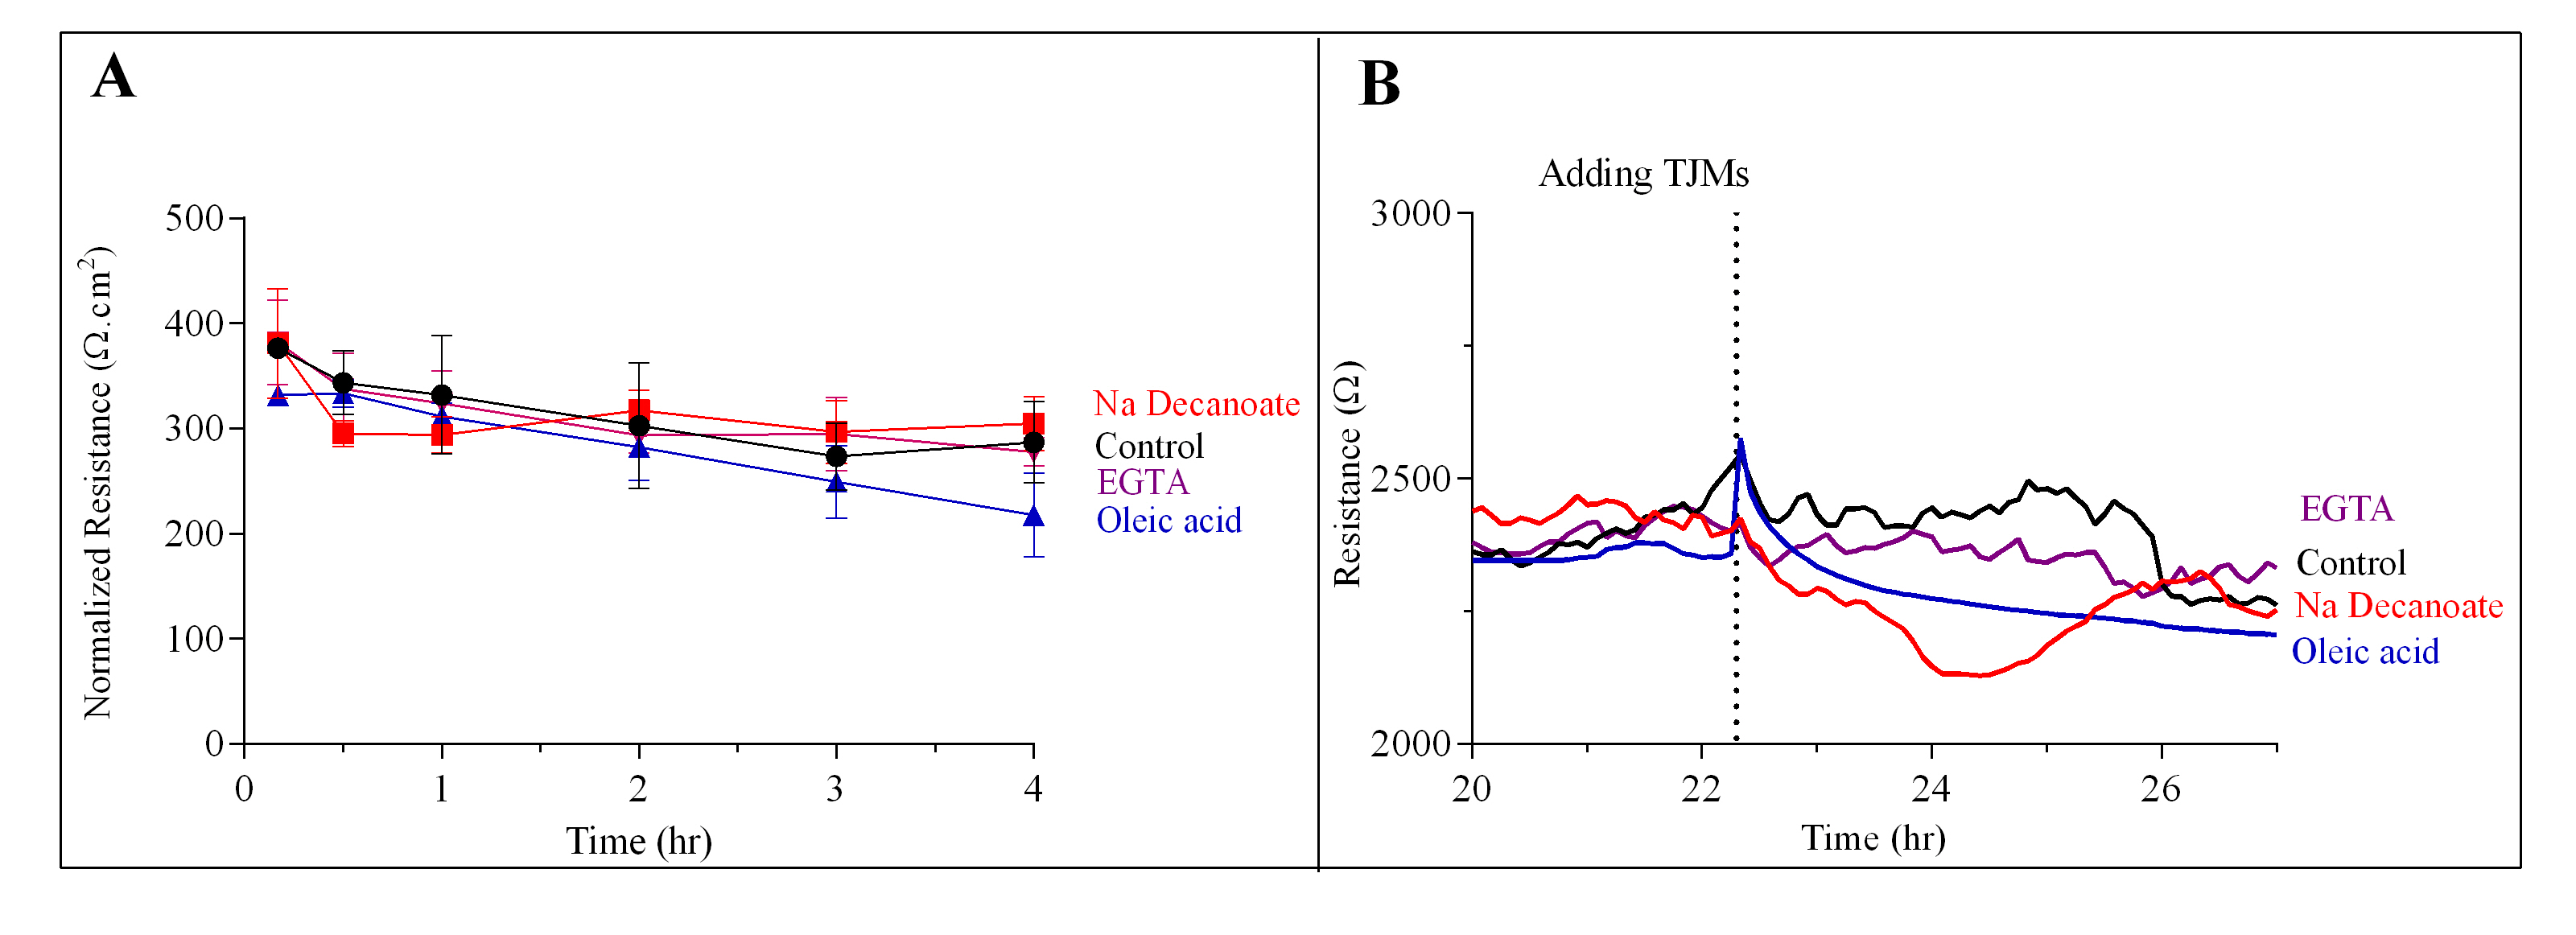 A
Normalized Resistance (Ω.cm²)
500
400
300
200
100
0
0 1 2 3 4
Time (hr)
Na Decanoate
Control
EGTA
Oleic acid
B
Adding TJMs
Resistance (Ω)
3000
2500
2000
20 22 24 26
Time (hr)
EGTA
Control
Na Decanoate
Oleic acid